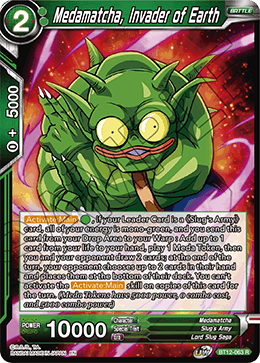 2
Medamatcha, Invader of Earth
BATTLE
+ 5000
Activate:Main , if your Leader Card is a «Slug's Army»
card, all of your energy is mono-green, and you send this
card from your Drop Area to your Warp : Add up to 1
card from your life to your hand, play 1 Meda Token, then
you and your opponent draw 2 cards; at the end of the
turn, your opponent chooses up to 2 cards in their hand
and places them at the bottom of their deck. You can't
activate the Activate:Main skill on copies of this card for
the turn. (Meda Tokens have 5000 power, 0 combo cost,
and 5000 combo power.)
POWER 10000
Character Medamatcha
Special Trait Slug's Army
Era Lord Slug Saga
BT12-063 R